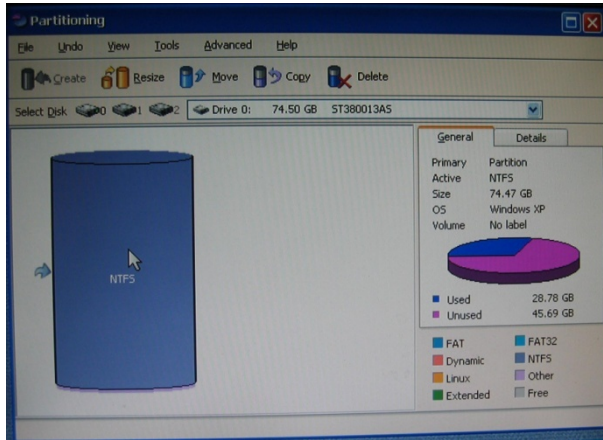 Partitioning
File Undo View Tools Advanced Help
Create Resize Move Copy Delete
Select Disk 0 1 2 Drive 0: 74.50 GB ST380013AS
General Details
Primary Partition
Active NTFS
Size 74.47 GB
OS Windows XP
Volume No label
NTFS
Used 28.78 GB
Unused 45.69 GB
FAT FAT32
Dynamic NTFS
Linux Other
Extended Free